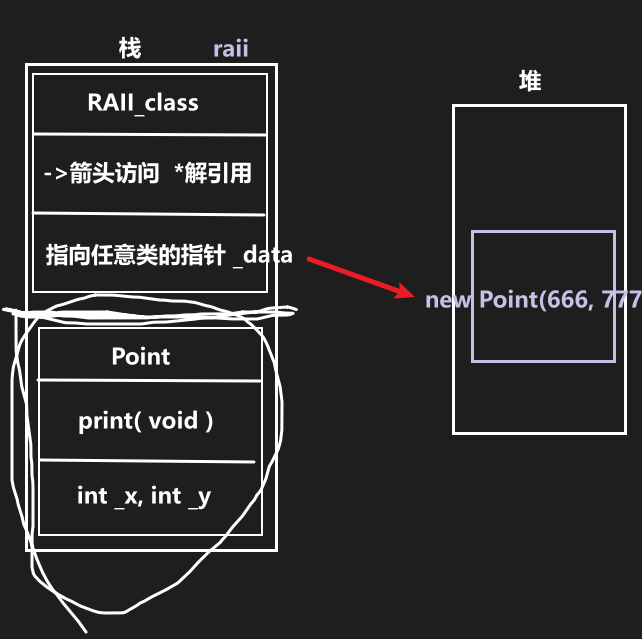 栈 raii
堆
RAII_class
->箭头访问 *解引用
指向任意类的指针 _data
new Point(666, 777
Point
print( void )
int _x, int _y